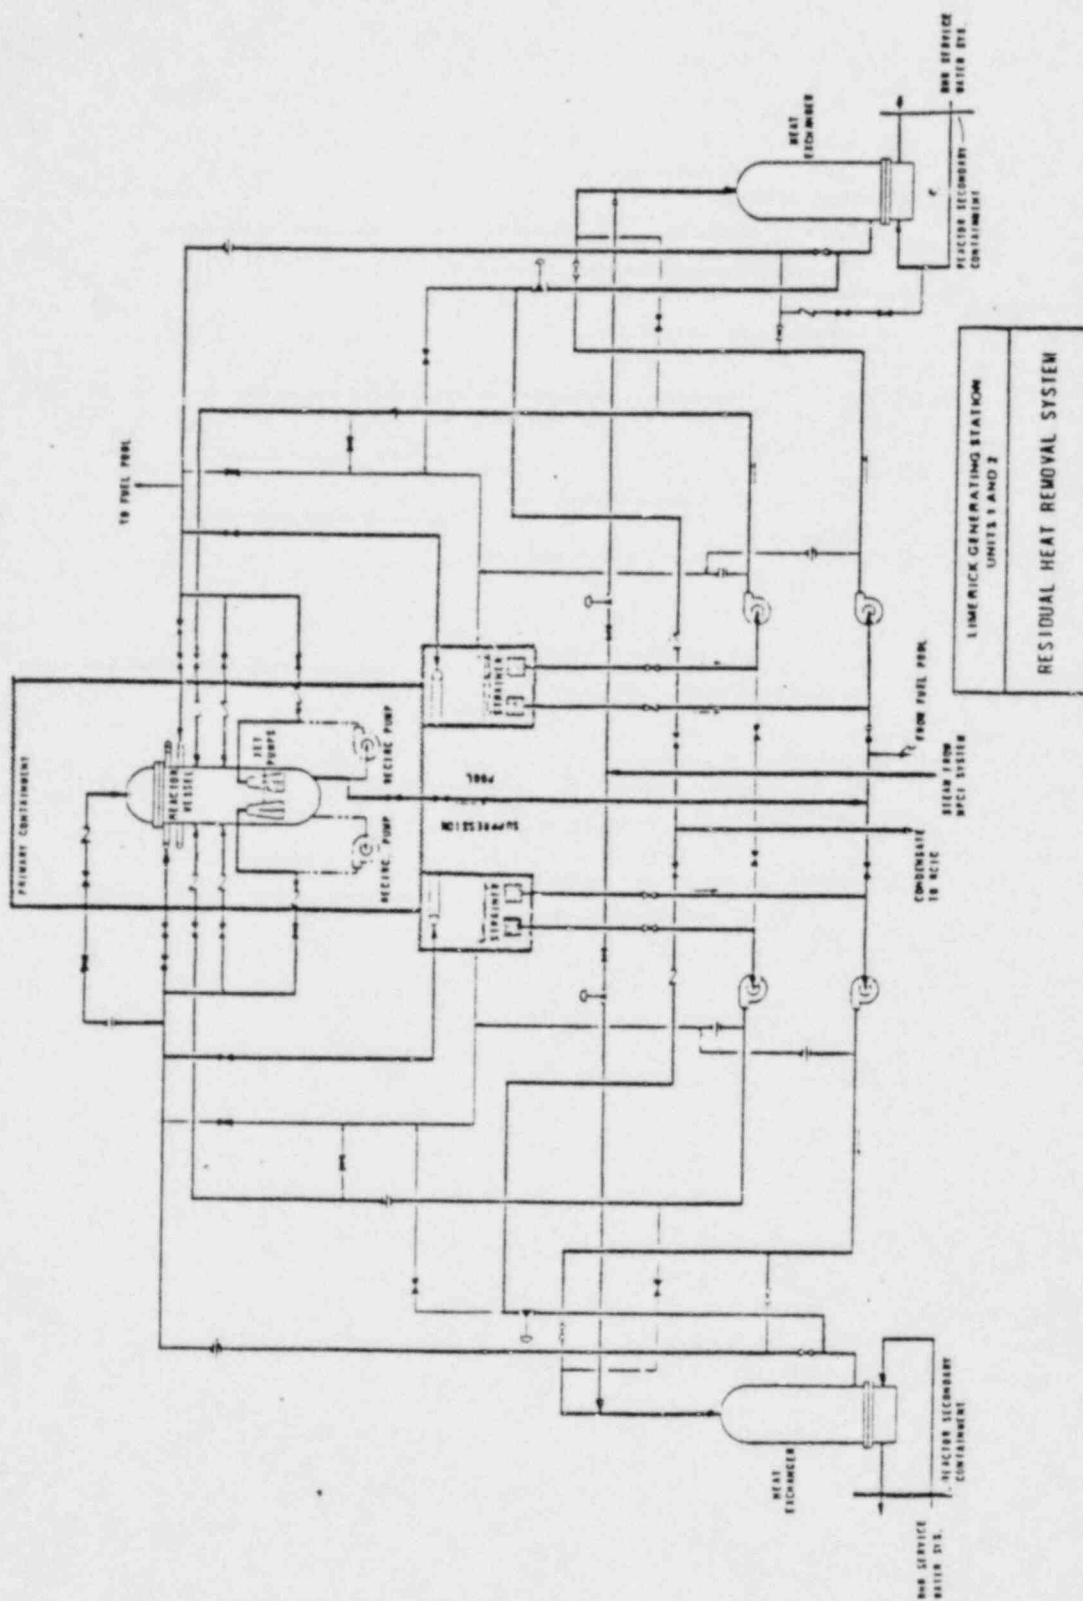 RHR SERVICE
WATER SYS.
HEAT
EXCHANGER
REACTOR SECONDARY
CONTAINMENT
TO FUEL POOL
LIMERICK GENERATING STATION
UNITS 1 AND 2
RESIDUAL HEAT REMOVAL SYSTEM
PRIMARY CONTAINMENT
REACTOR
VESSEL
JET
PUMPS
RECIRC PUMP
RECIRC. PUMP
STRAINER
SUPPRESSION
POOL
STRAINER
FROM FUEL POOL
STEAM FROM
HPCI SYSTEM
CONDENSATE
TO RCIC
HEAT
EXCHANGER
REACTOR SECONDARY
CONTAINMENT
RHR SERVICE
WATER SYS.